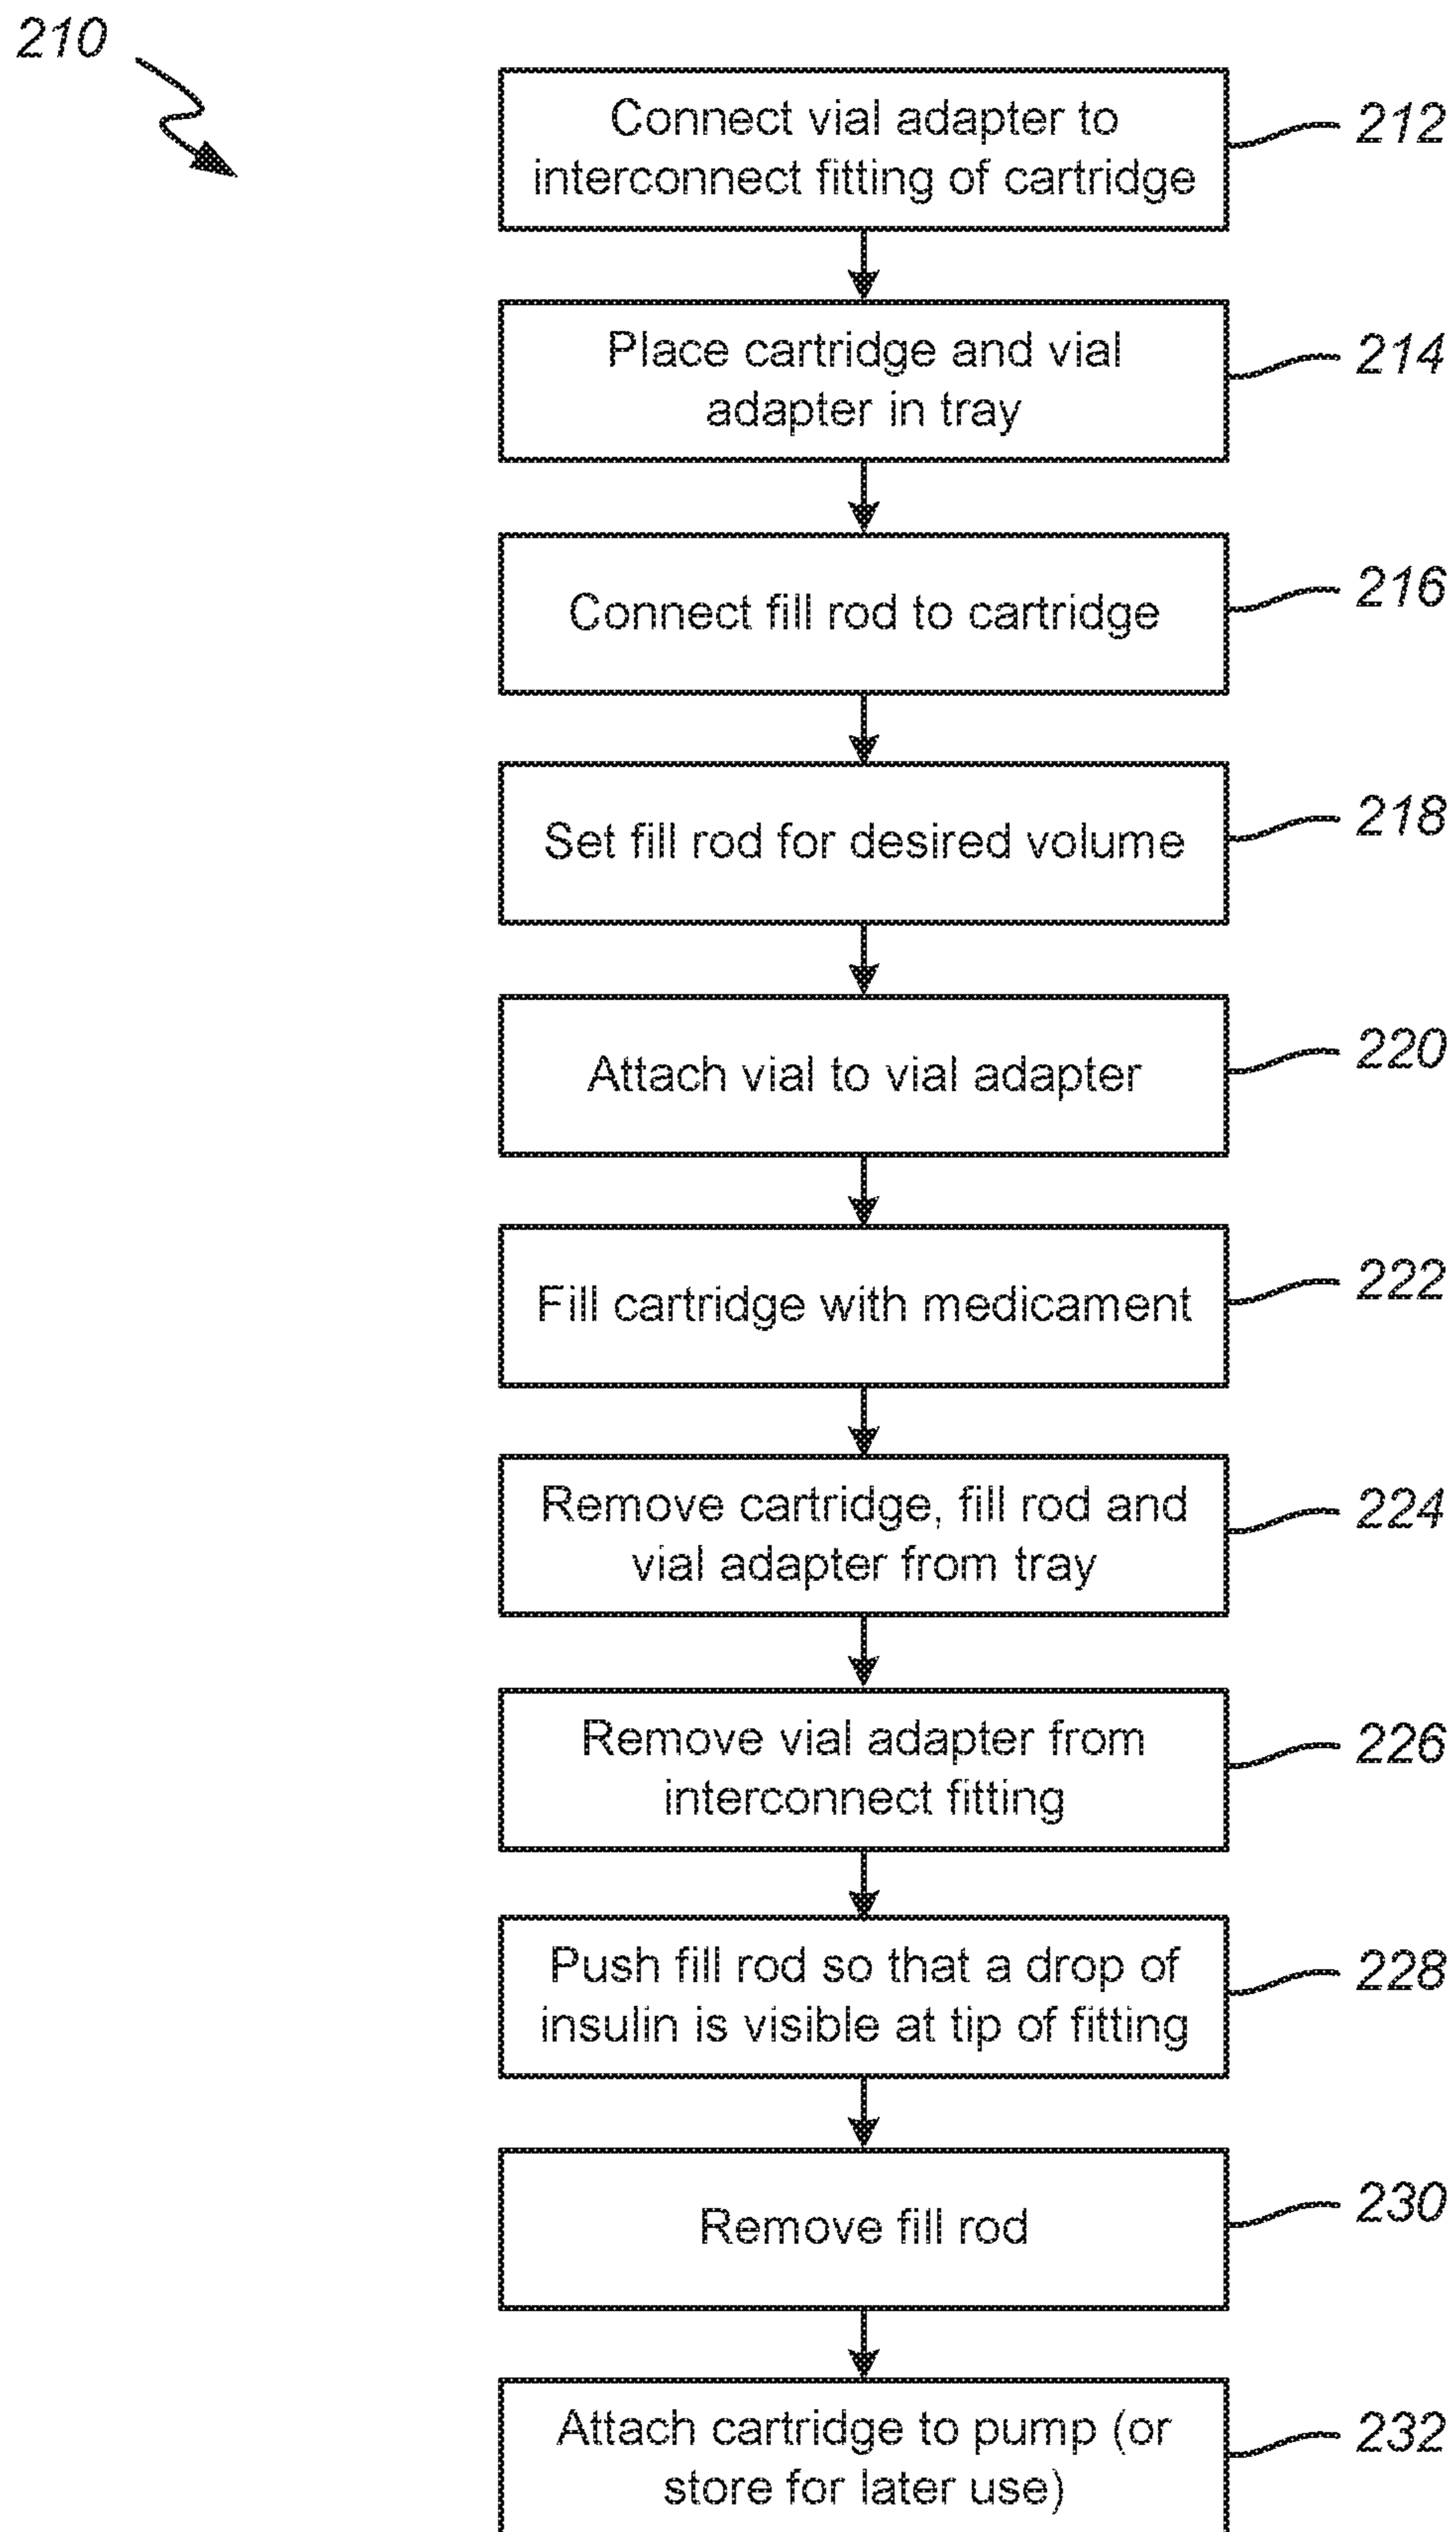 210
Connect vial adapter to
interconnect fitting of cartridge
212
Place cartridge and vial
adapter in tray
214
Connect fill rod to cartridge
216
Set fill rod for desired volume
218
Attach vial to vial adapter
220
Fill cartridge with medicament
222
Remove cartridge, fill rod and
vial adapter from tray
224
Remove vial adapter from
interconnect fitting
226
Push fill rod so that a drop of
insulin is visible at tip of fitting
228
Remove fill rod
230
Attach cartridge to pump (or
store for later use)
232